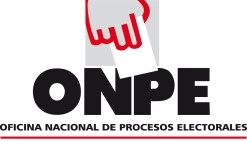 ONPE
OFICINA NACIONAL DE PROCESOS ELECTORALES